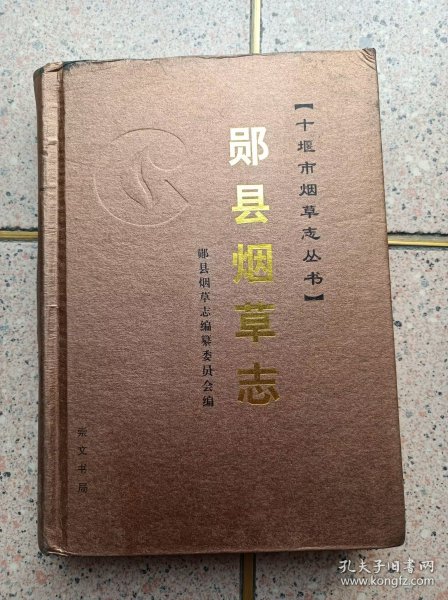 【十堰市烟草志丛书】
郧县烟草志
郧县烟草志编纂委员会编
崇文书局
孔夫子旧书网
www.kongfz.com